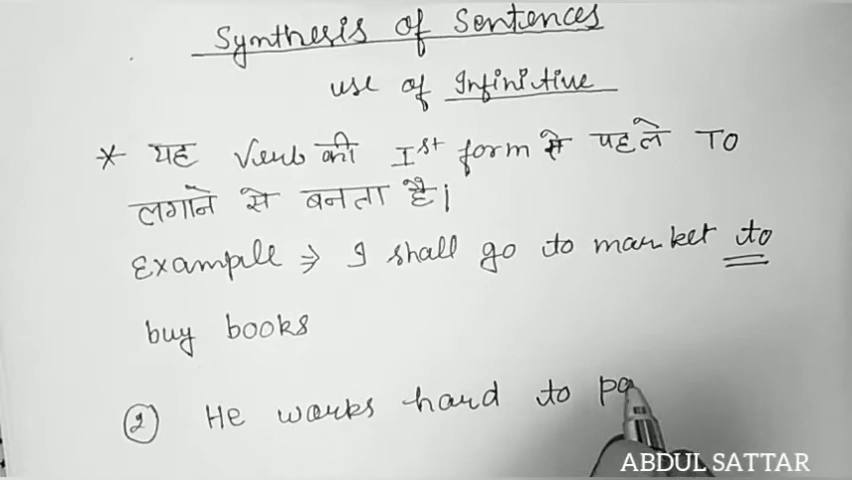 Synthesis of Sentences
use of Infinitive
* यह Verb की Ist form से पहले To
लगाने से बनता है।
Example ⇒ I shall go to market to
buy books
② He works hard to pa
ABDUL SATTAR